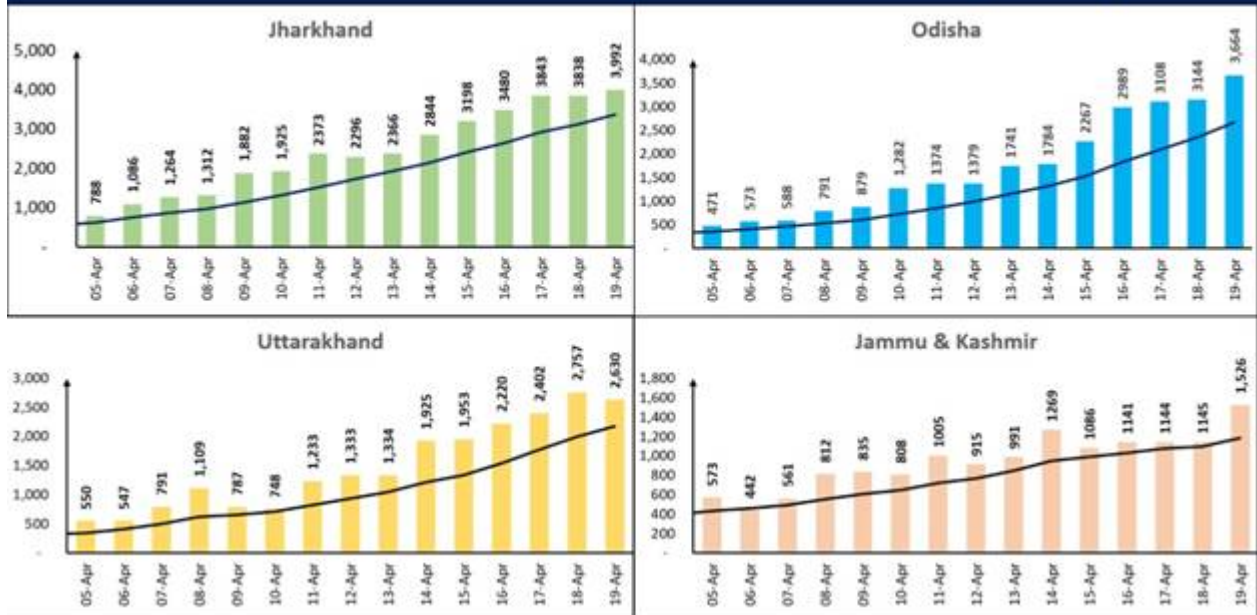 Jharkhand
5,000
4,000
3,000
2,000
1,000
-
788
1,086
1,264
1,312
1,882
1,925
2373
2296
2366
2844
3198
3480
3843
3838
3,992
05-Apr
06-Apr
07-Apr
08-Apr
09-Apr
10-Apr
11-Apr
12-Apr
13-Apr
14-Apr
15-Apr
16-Apr
17-Apr
18-Apr
19-Apr
Odisha
4,000
3,500
3,000
2,500
2,000
1,500
1,000
500
-
471
573
588
791
879
1,282
1374
1379
1741
1784
2267
2989
3108
3144
3,664
05-Apr
06-Apr
07-Apr
08-Apr
09-Apr
10-Apr
11-Apr
12-Apr
13-Apr
14-Apr
15-Apr
16-Apr
17-Apr
18-Apr
19-Apr
Uttarakhand
3,000
2,500
2,000
1,500
1,000
500
-
550
547
791
1,109
787
748
1,233
1,333
1,334
1,925
1,953
2,220
2,402
2,757
2,630
05-Apr
06-Apr
07-Apr
08-Apr
09-Apr
10-Apr
11-Apr
12-Apr
13-Apr
14-Apr
15-Apr
16-Apr
17-Apr
18-Apr
19-Apr
Jammu & Kashmir
1,800
1,600
1,400
1,200
1,000
800
600
400
200
-
573
442
561
812
835
808
1005
915
991
1269
1086
1141
1144
1145
1,526
05-Apr
06-Apr
07-Apr
08-Apr
09-Apr
10-Apr
11-Apr
12-Apr
13-Apr
14-Apr
15-Apr
16-Apr
17-Apr
18-Apr
19-Apr